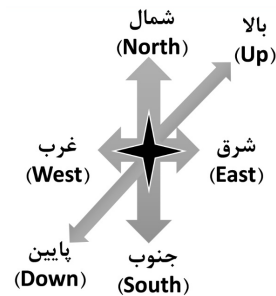 شمال
(North)
بالا
(Up)
غرب
(West)
شرق
(East)
پایین
(Down)
جنوب
(South)